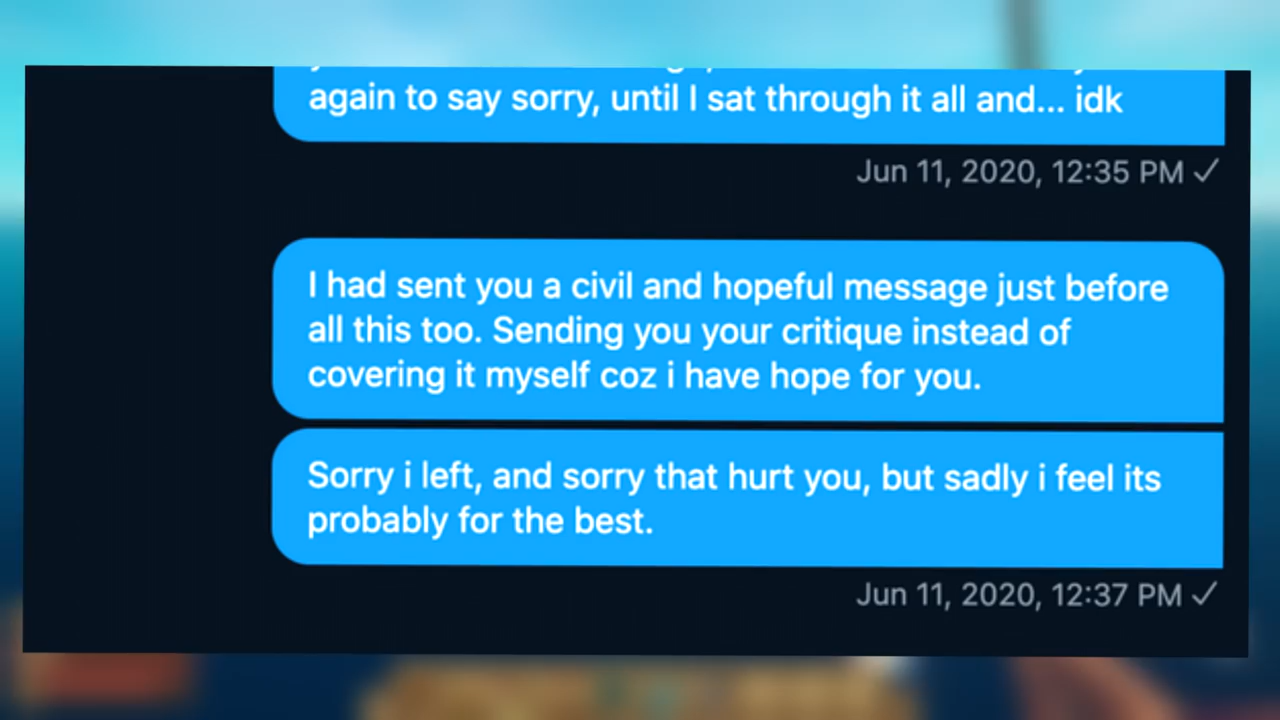 again to say sorry, until I sat through it all and... idk
Jun 11, 2020, 12:35 PM ✓
I had sent you a civil and hopeful message just before
all this too. Sending you your critique instead of
covering it myself coz i have hope for you.
Sorry i left, and sorry that hurt you, but sadly i feel its
probably for the best.
Jun 11, 2020, 12:37 PM ✓